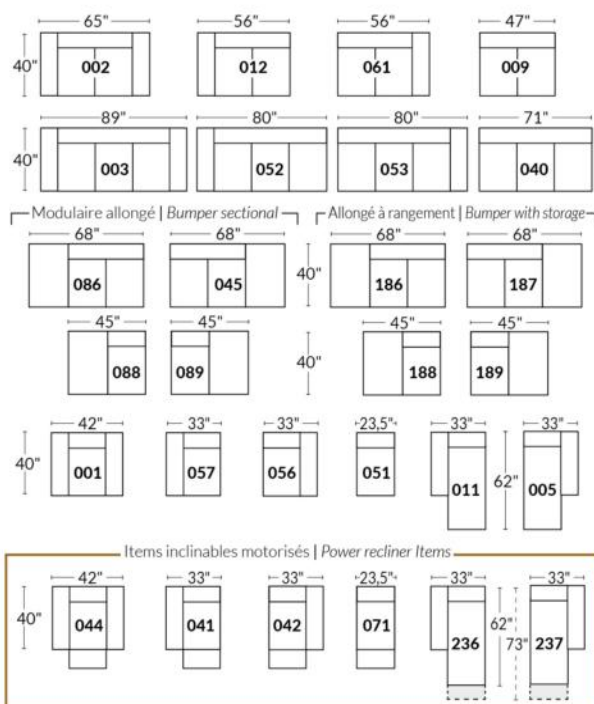 65" 56" 56" 47"
40" 002 012 061 009
89" 80" 80" 71"
40" 003 052 053 040
Modulaire allongé | Bumper sectional Allongé à rangement | Bumper with storage
68" 68" 68" 68"
086 045 40" 186 187
45" 45" 45" 45"
088 089 40" 188 189
42" 33" 33" 23,5" 33" 33"
40" 001 057 056 051 011 62" 005
Items inclinables motorisés | Power recliner Items
42" 33" 33" 23,5" 33" 33"
40" 044 041 042 071 236 62" 73" 237